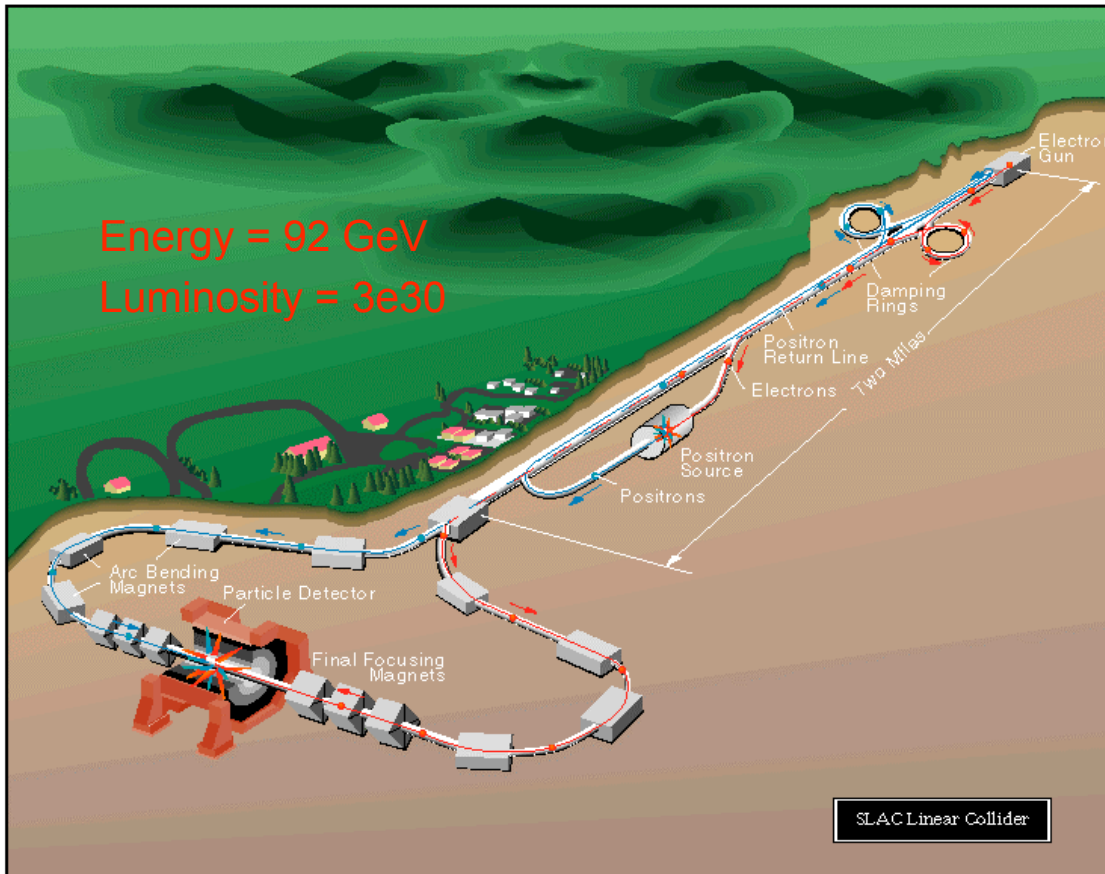 Electron
Gun
Energy = 92 GeV
Luminosity = 3e30
Damping
Rings
Positron
Return Line
Two Miles
Electrons
Positron
Source
Positrons
Arc Bending
Magnets
Particle Detector
Final Focusing
Magnets
SLAC Linear Collider